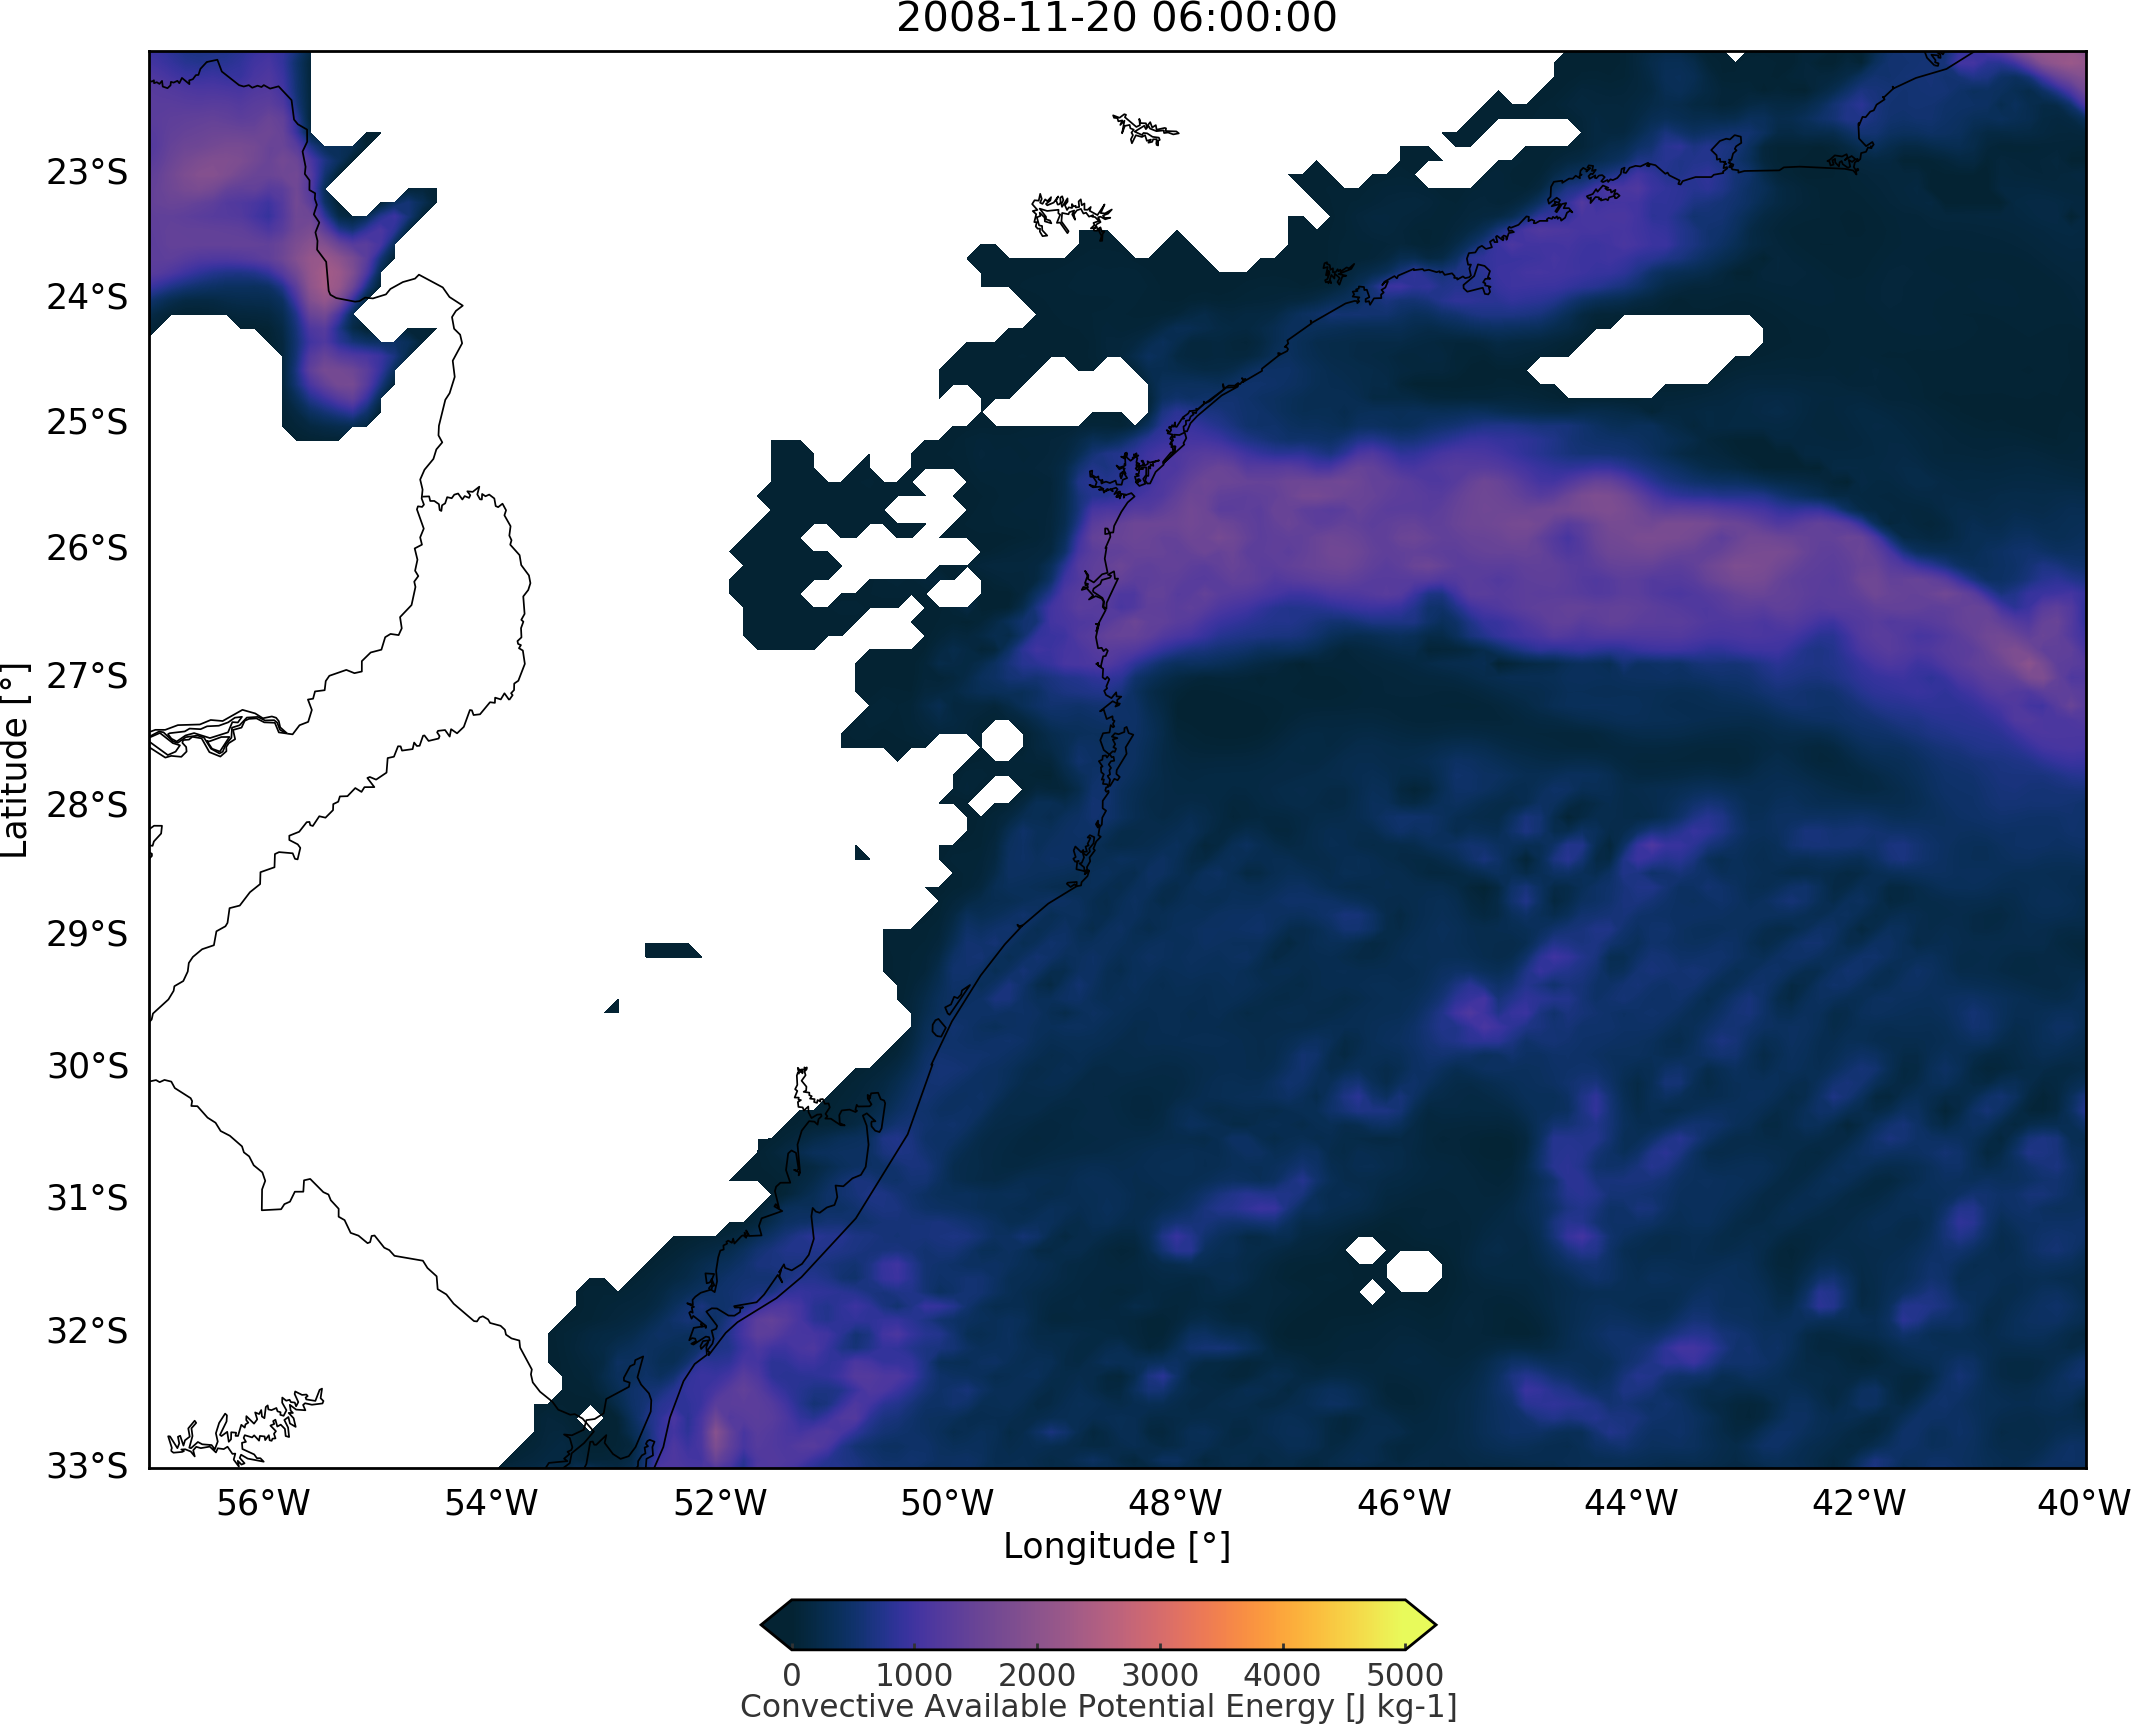 2008-11-20 06:00:00
23°S
24°S
25°S
26°S
27°S
28°S
29°S
30°S
31°S
32°S
33°S
Latitude [°]
56°W 54°W 52°W 50°W 48°W 46°W 44°W 42°W 40°W
Longitude [°]
0 1000 2000 3000 4000 5000
Convective Available Potential Energy [J kg-1]